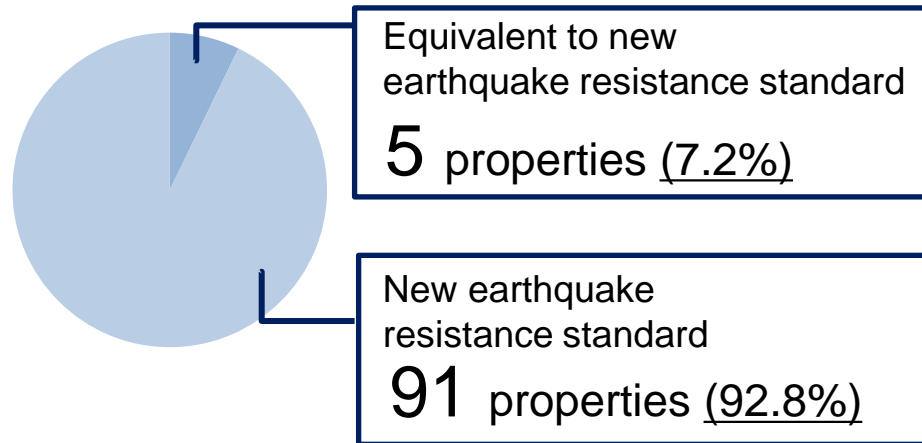 Equivalent to new
earthquake resistance standard
5 properties (7.2%)
New earthquake
resistance standard
91 properties (92.8%)